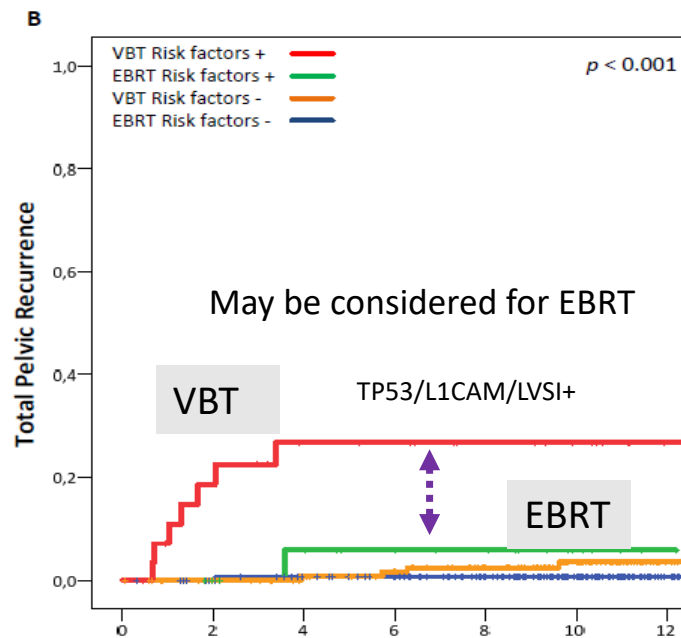 B
VBT Risk factors +
EBRT Risk factors +
VBT Risk factors -
EBRT Risk factors -
p < 0.001
1,0
0,8
0,6
0,4
0,2
0,0
Total Pelvic Recurrence
May be considered for EBRT
VBT
TP53/L1CAM/LVSI+
EBRT
0 2 4 6 8 10 12